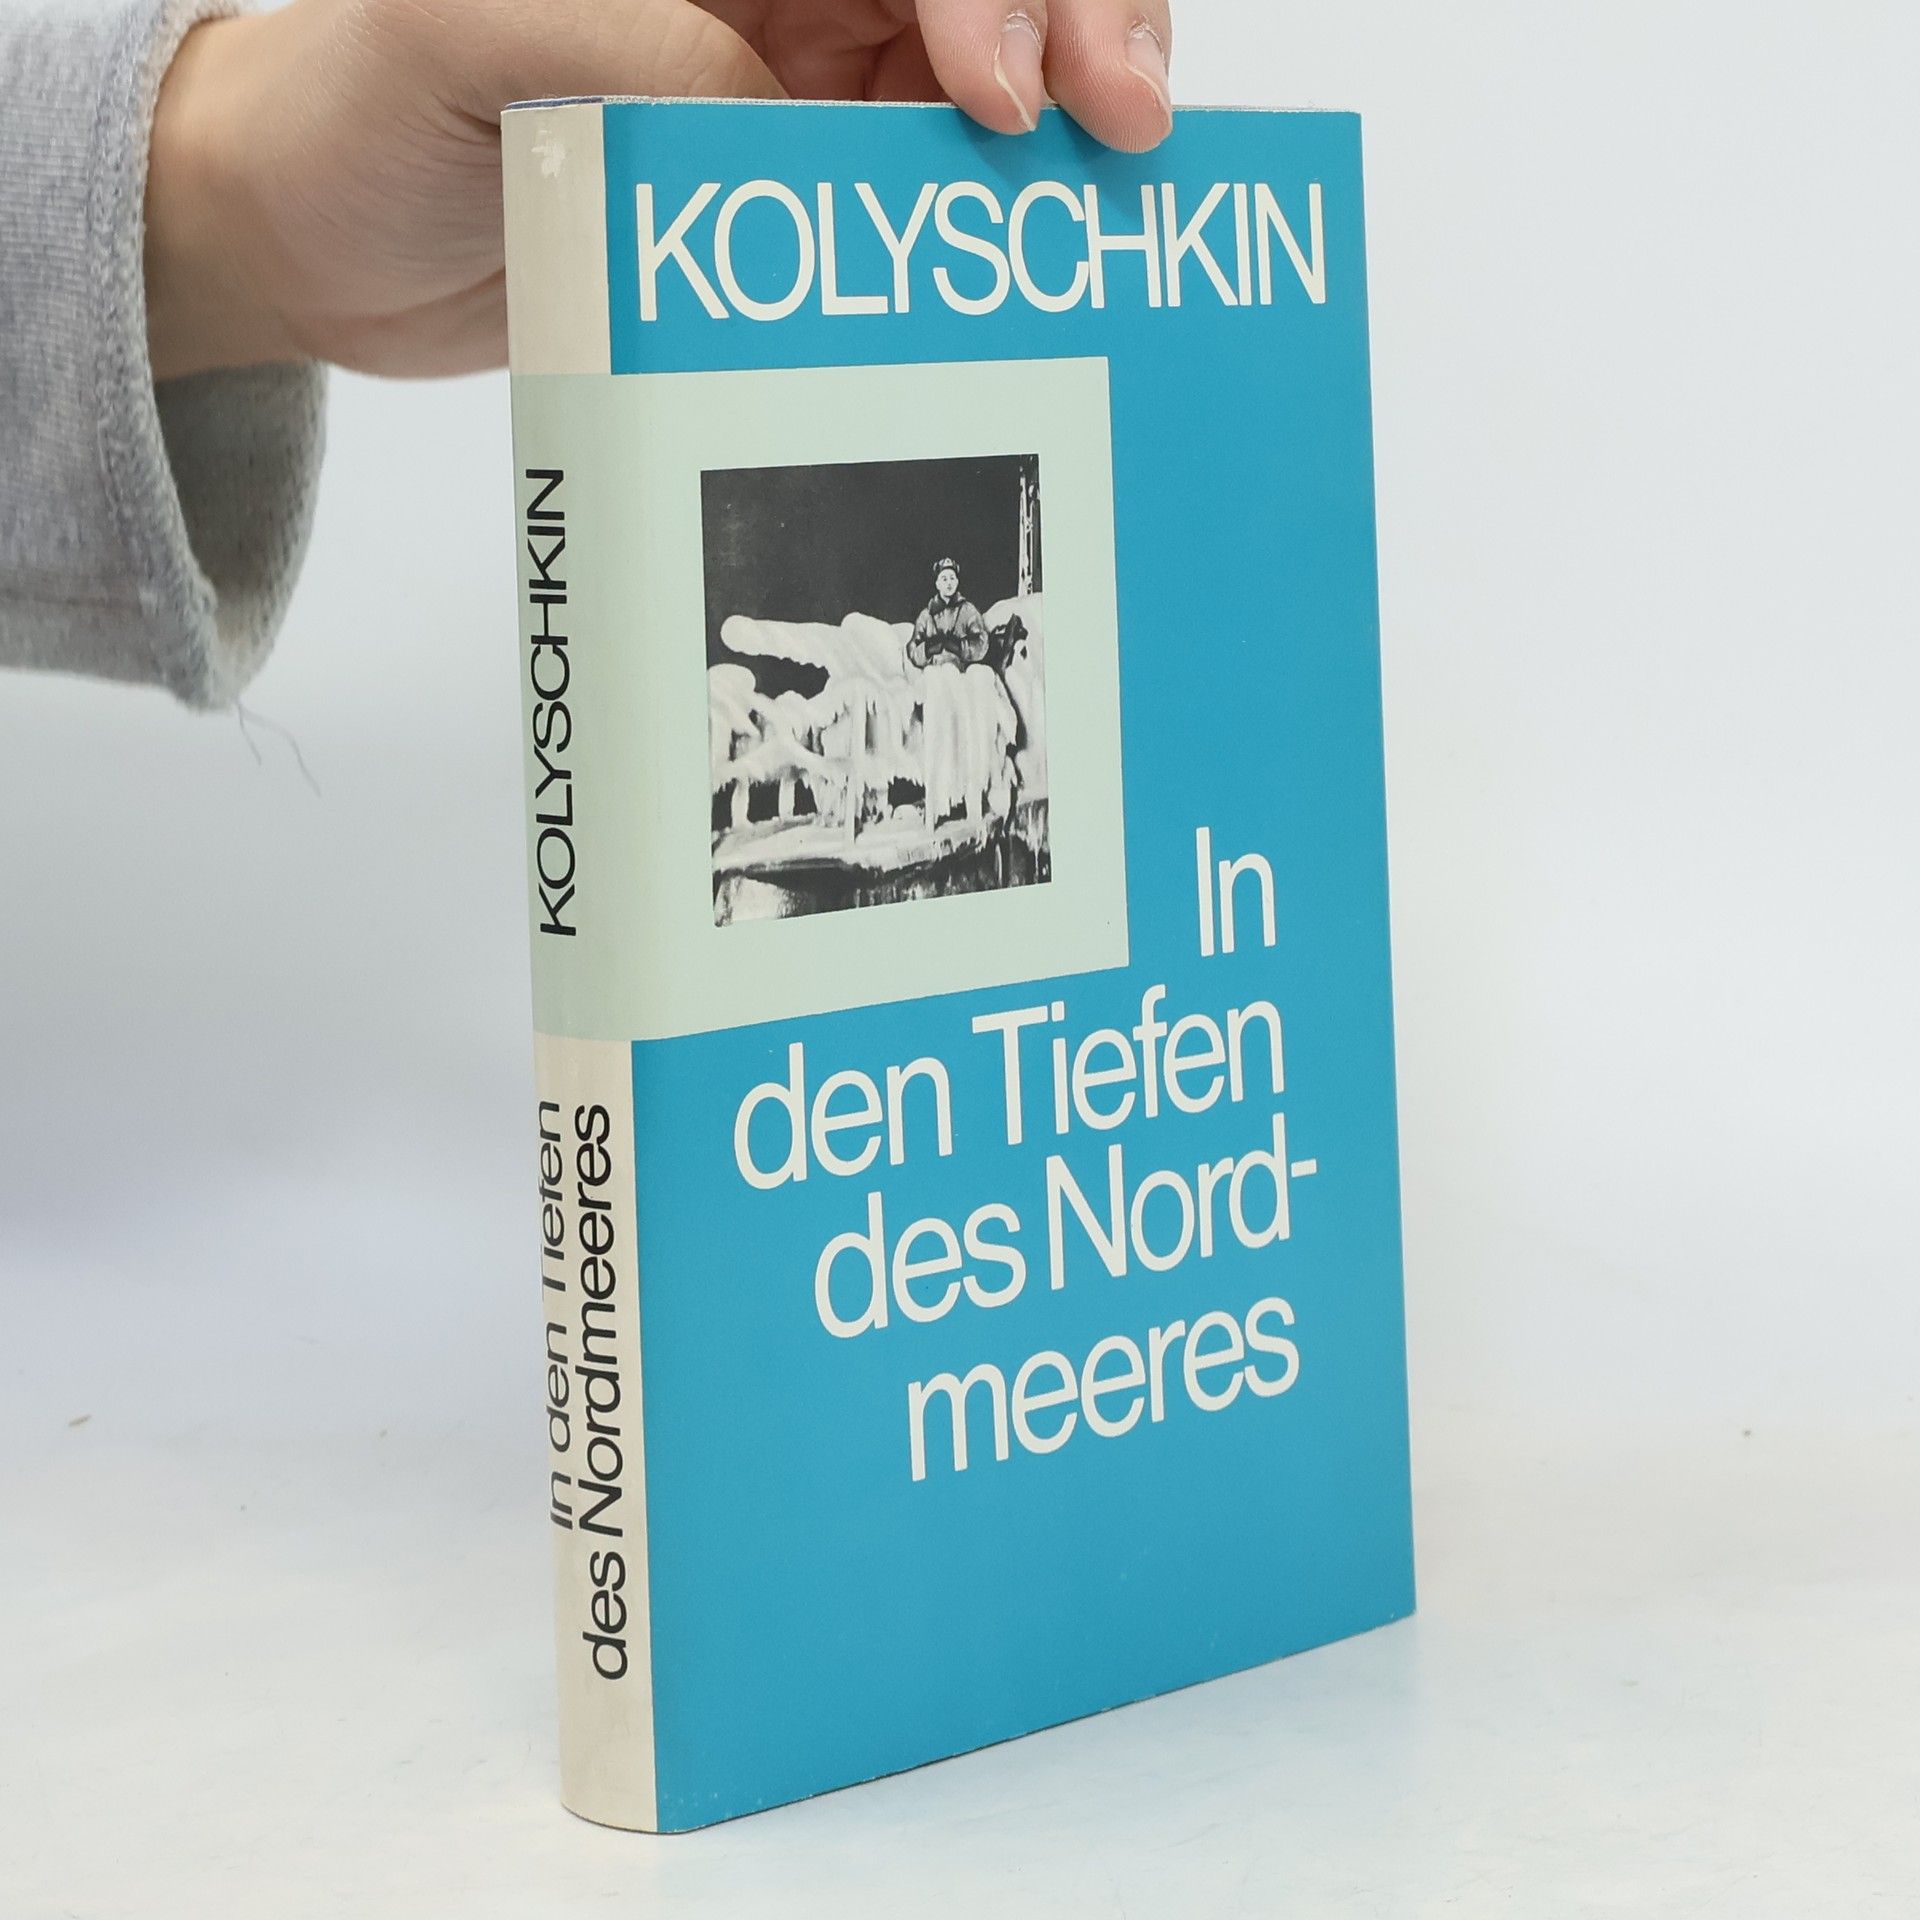 KOLYSCHKIN
In
den Tiefen
des Nord-
meeres
KOLYSCHKIN
In den Tiefen
des Nordmeeres